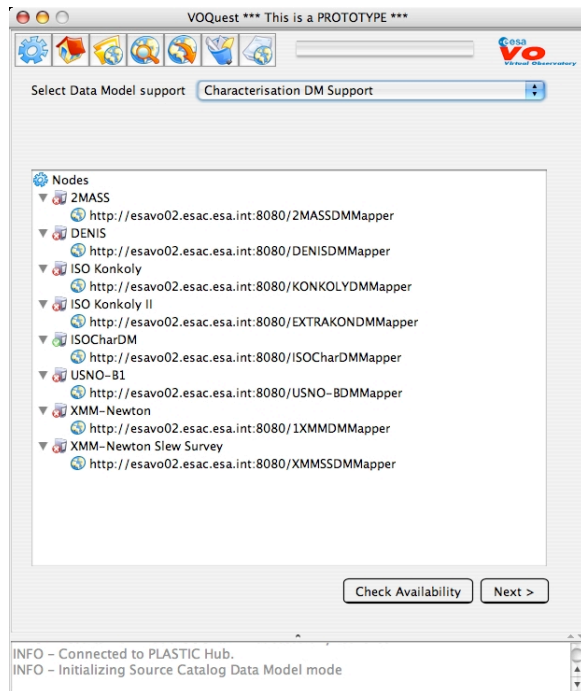 VOQuest *** This is a PROTOTYPE ***
esa
VO
Virtual Observatory
Select Data Model support
Characterisation DM Support
Nodes
2MASS
http://esavo02.esac.esa.int:8080/2MASSDMMapper
DENIS
http://esavo02.esac.esa.int:8080/DENISDMMapper
ISO Konkoly
http://esavo02.esac.esa.int:8080/KONKOLYDMMapper
ISO Konkoly II
http://esavo02.esac.esa.int:8080/EXTRAKONDMMapper
ISOCharDM
http://esavo02.esac.esa.int:8080/ISOCharDMMapper
USNO-B1
http://esavo02.esac.esa.int:8080/USNO-BDMMapper
XMM-Newton
http://esavo02.esac.esa.int:8080/1XMMDMMapper
XMM-Newton Slew Survey
http://esavo02.esac.esa.int:8080/XMMSSDMMapper
Check Availability
Next >
INFO - Connected to PLASTIC Hub.
INFO - Initializing Source Catalog Data Model mode